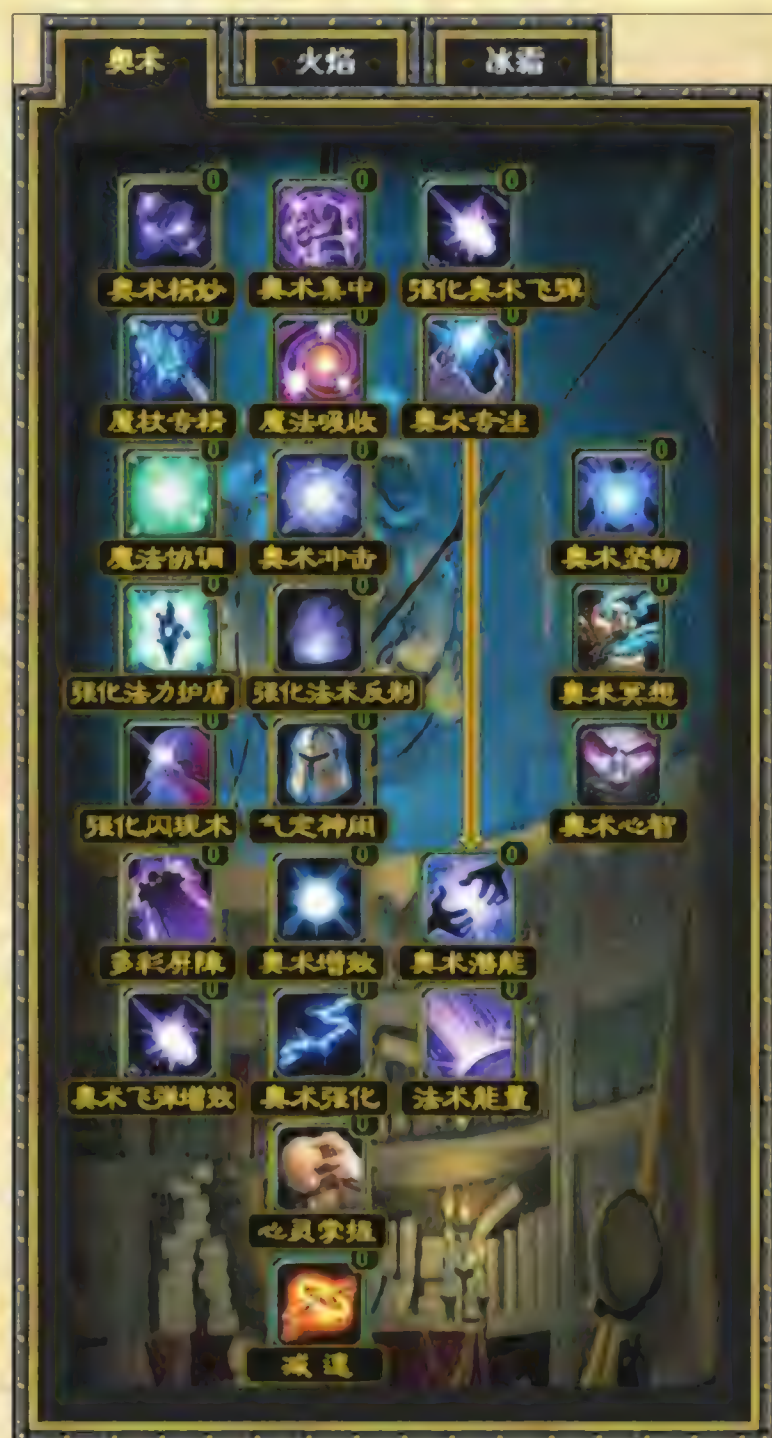 奥术 火焰 冰霜
0 0 0
奥术精妙 奥术集中 强化奥术飞弹
0 0 0
魔杖专精 魔法吸收 奥术专注
0 0 0
魔法协调 奥术冲击 奥术坚韧
0 0 0
强化法力护盾 强化法术反制 奥术冥想
0 0 0
强化闪现术 气定神闲 奥术心智
0 0 0
多彩屏障 奥术增效 奥术潜能
0 0 0
奥术飞弹增效 奥术强化 法术能量
0
心灵掌握
0
减速